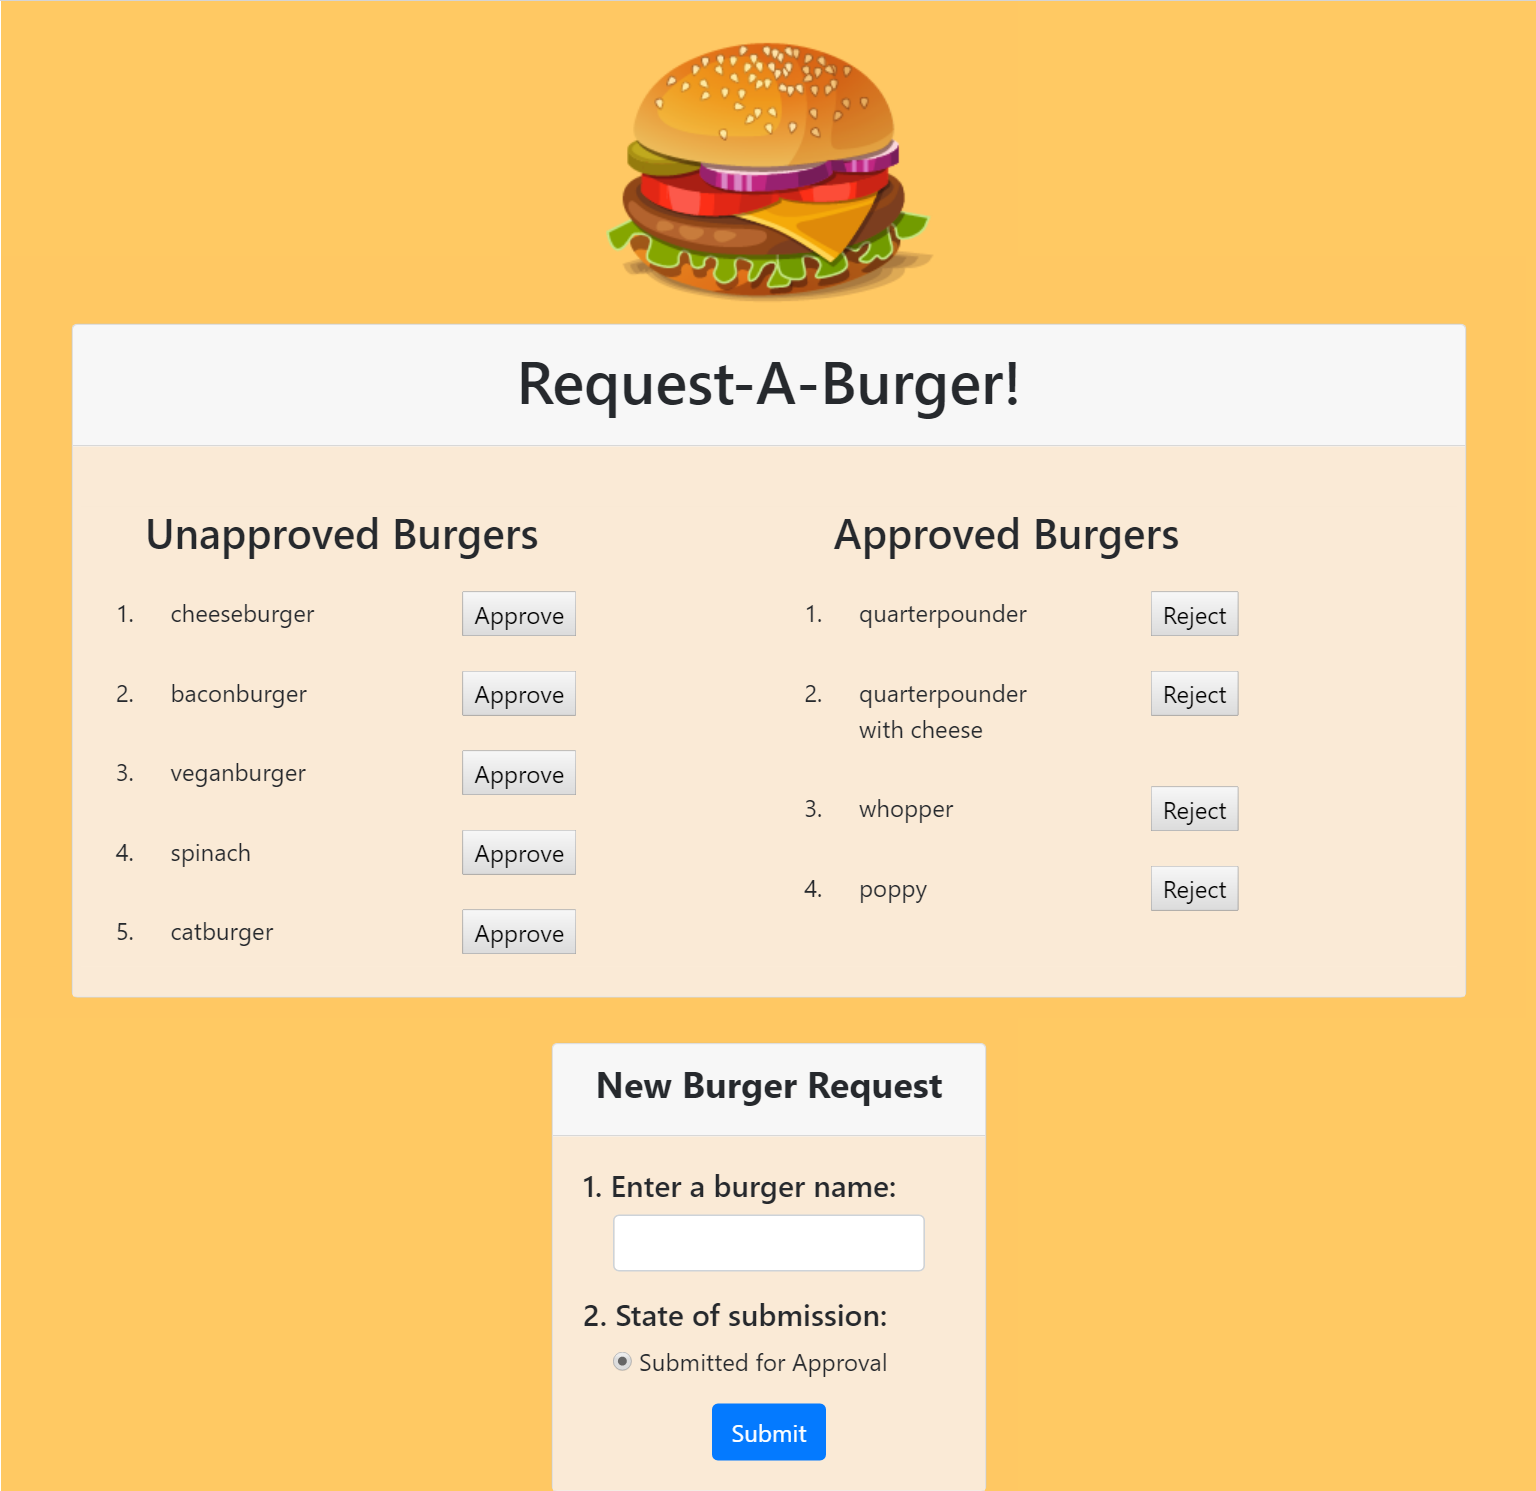 Request-A-Burger!
Unapproved Burgers
1. cheeseburger Approve
2. baconburger Approve
3. veganburger Approve
4. spinach Approve
5. catburger Approve
Approved Burgers
1. quarterpounder Reject
2. quarterpounder Reject
with cheese
3. whopper Reject
4. poppy Reject
New Burger Request
1. Enter a burger name:
2. State of submission:
Submitted for Approval
Submit